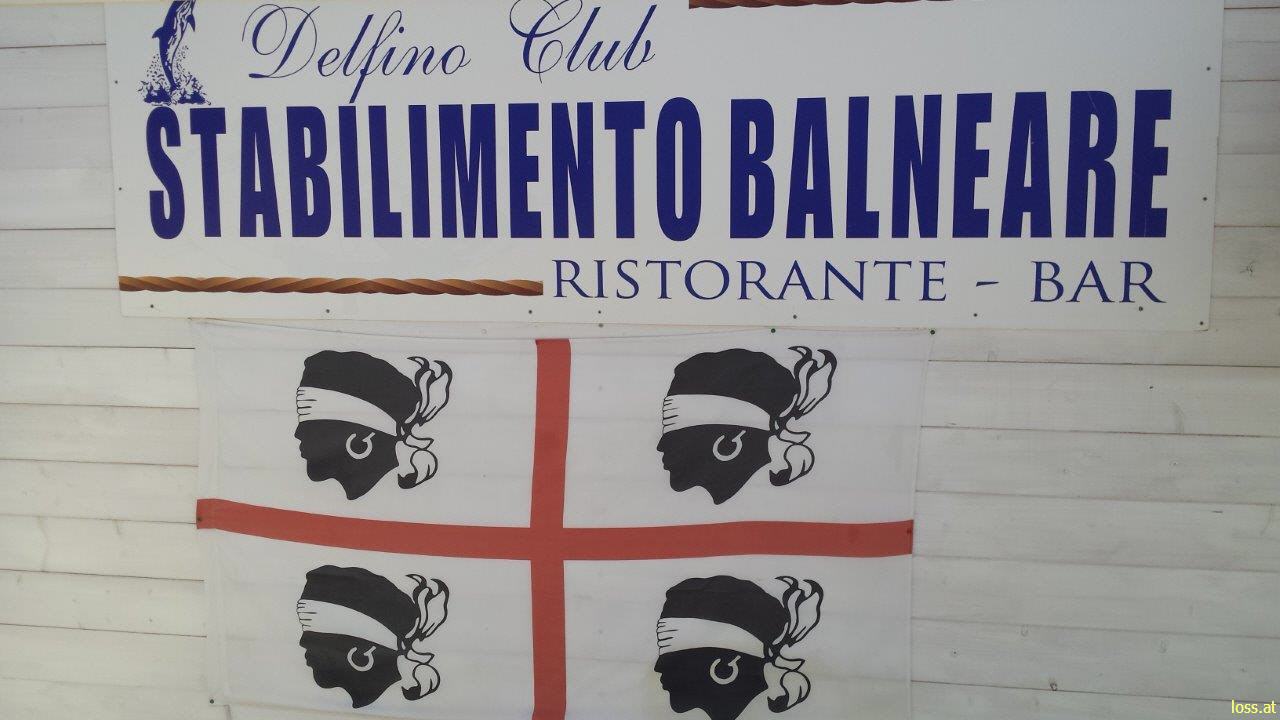 Delfino Club
STABILIMENTO BALNEARE
RISTORANTE - BAR
loss.at